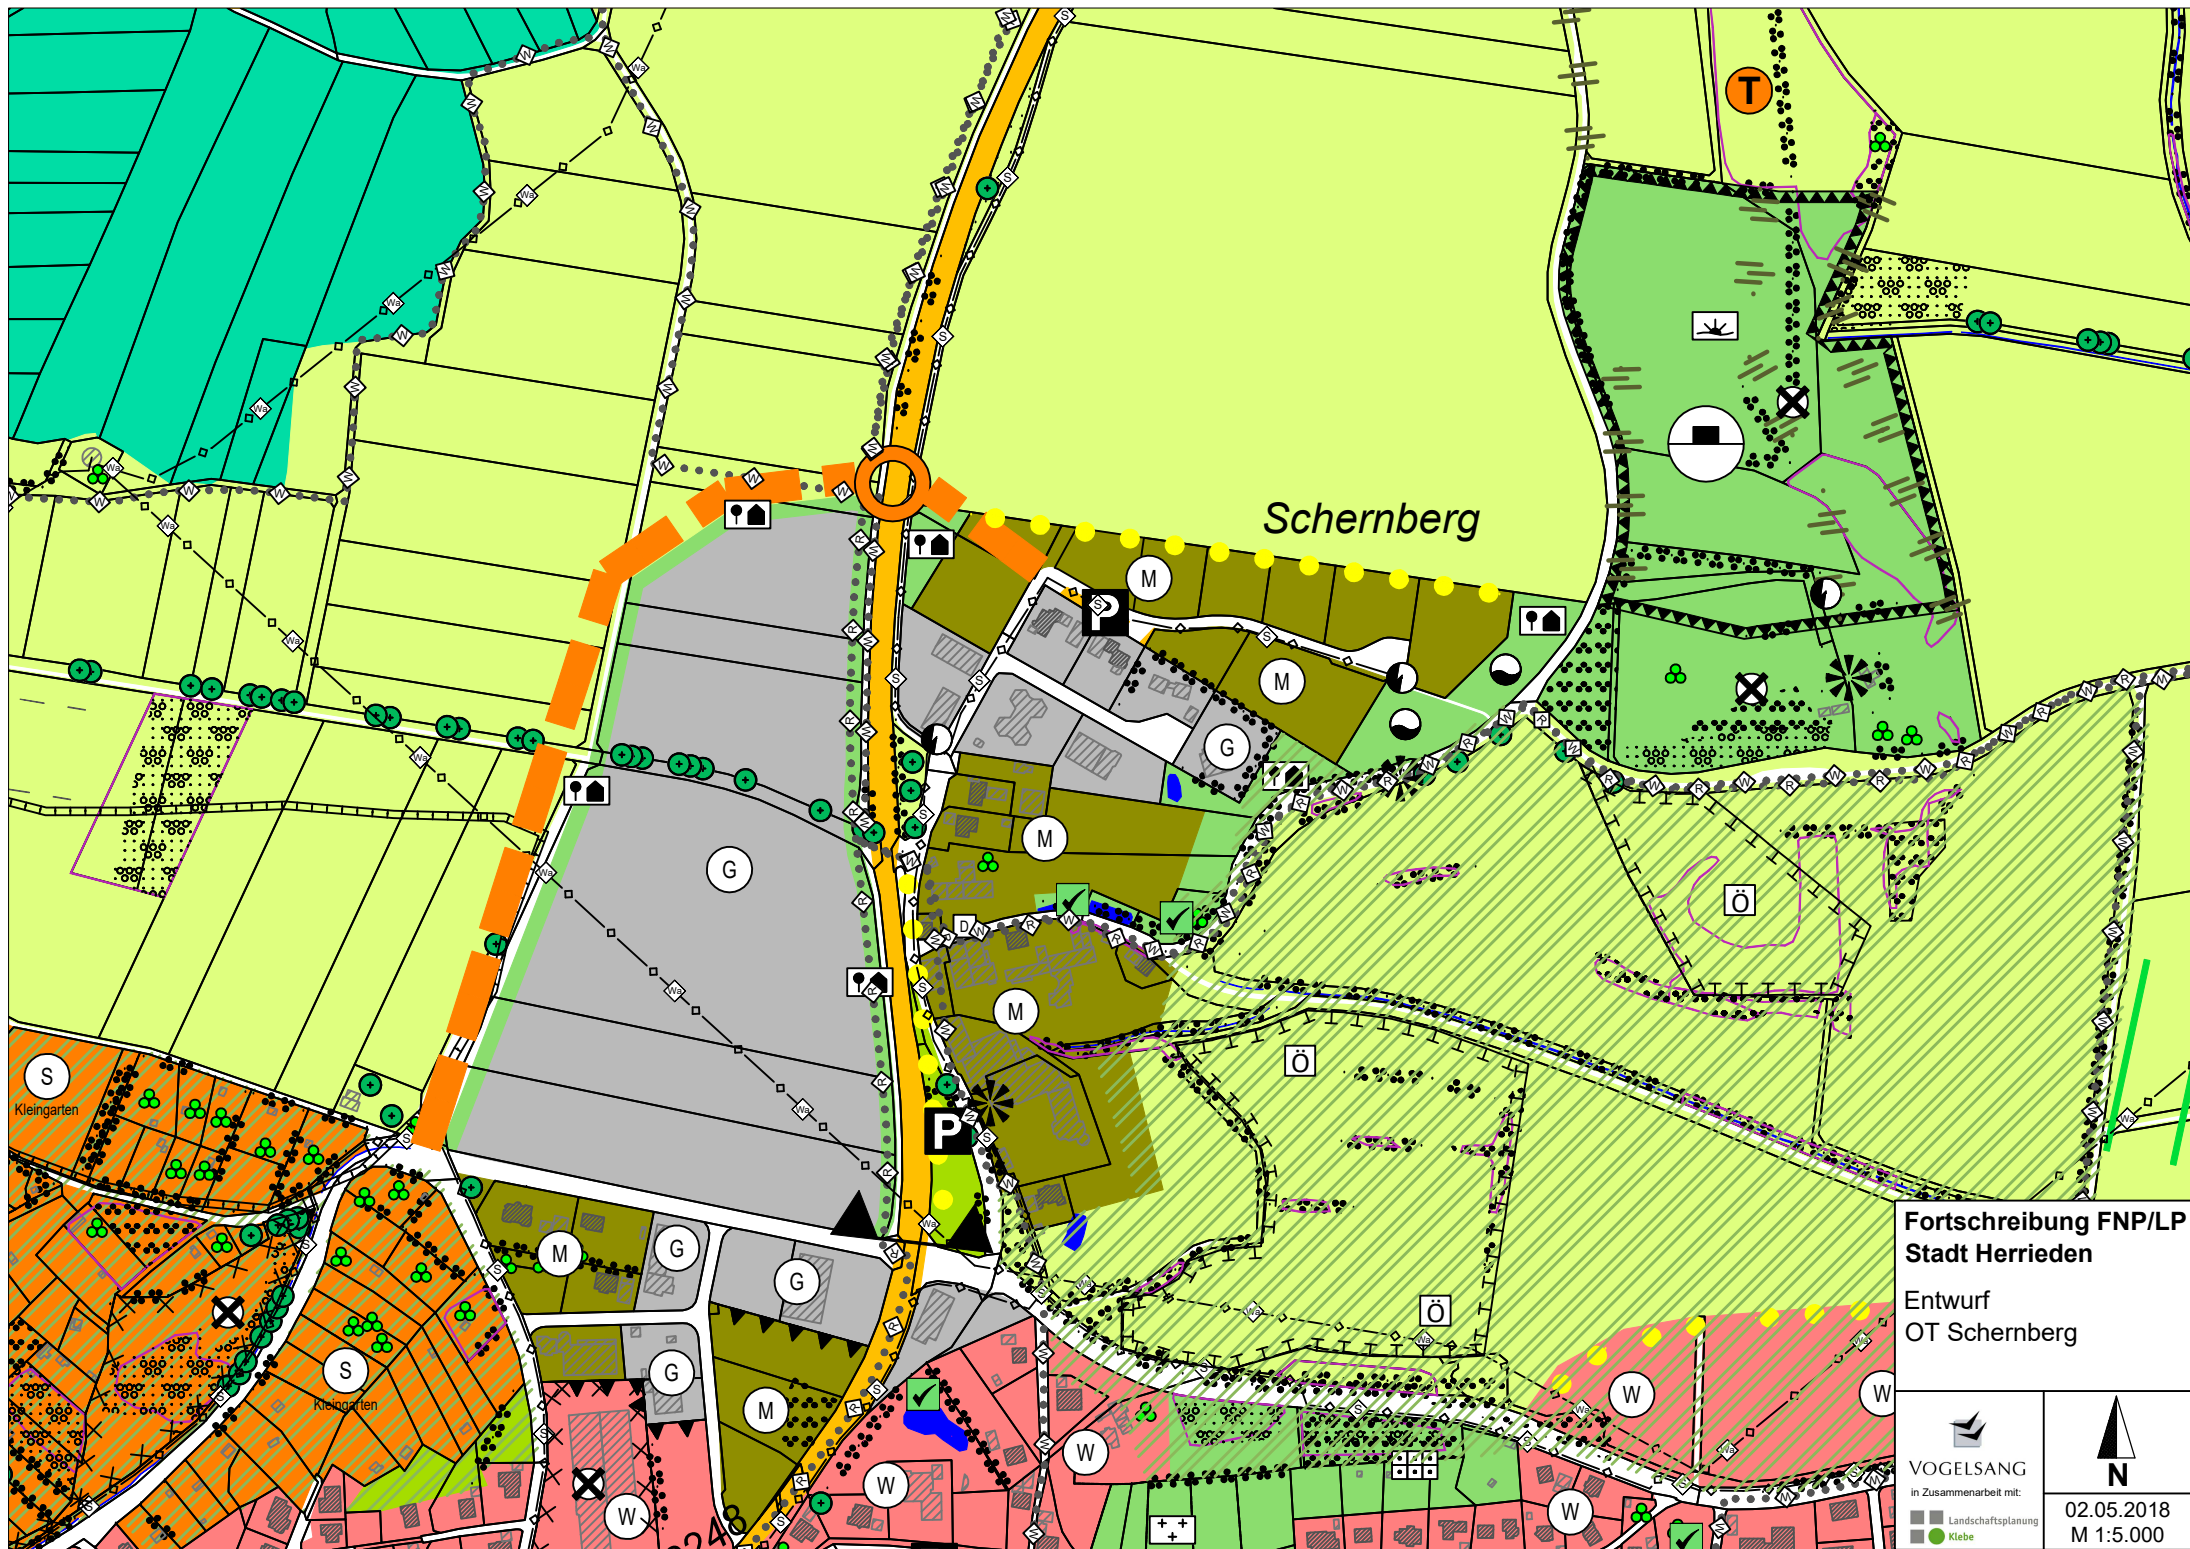 T
Schernberg
M
P
M
G
M
G
Ö
M
Ö
S
Kleingarten
P
M
G
G
Ö
S
Kleingarten
G
M
W
W
W
W
W
W
W
Fortschreibung FNP/LP
Stadt Herrieden
Entwurf
OT Schernberg
VOGELSANG
in Zusammenarbeit mit:
Landschaftsplanung
Klebe
N
02.05.2018
M 1:5.000